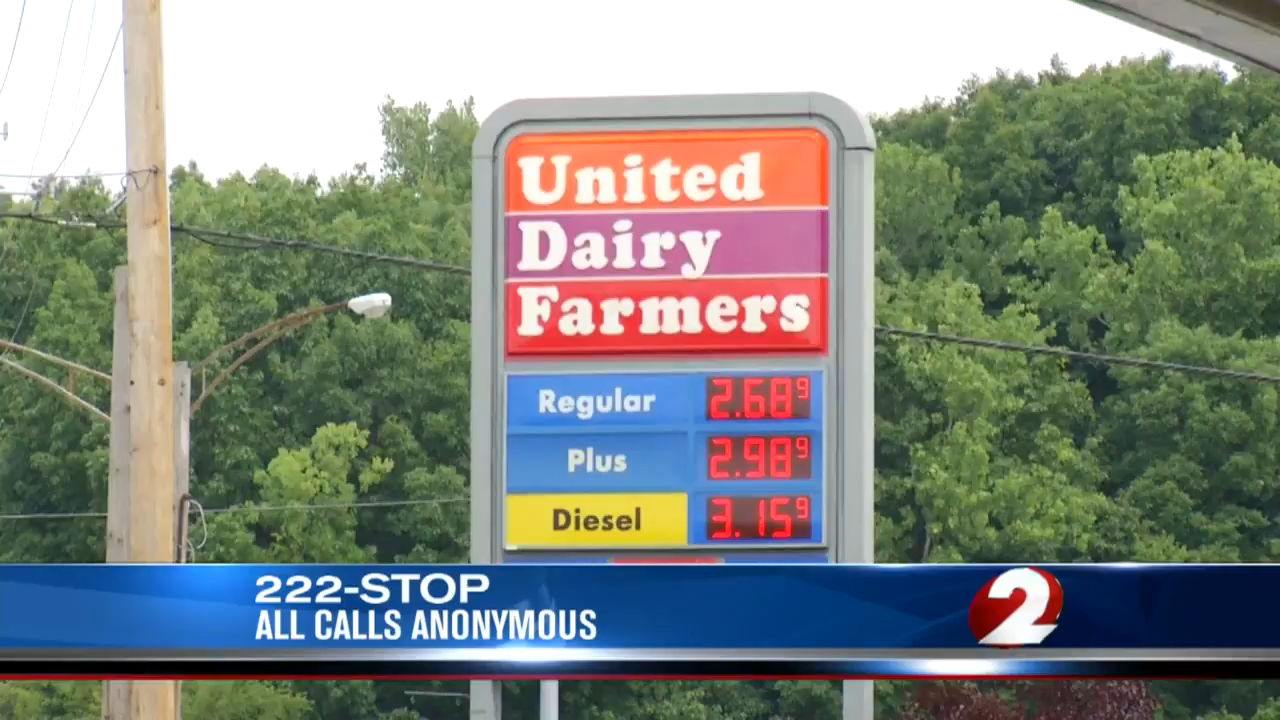 United
Dairy
Farmers
Regular 2.68 9
Plus 2.98 9
Diesel 3.15 9
222-STOP
ALL CALLS ANONYMOUS
2